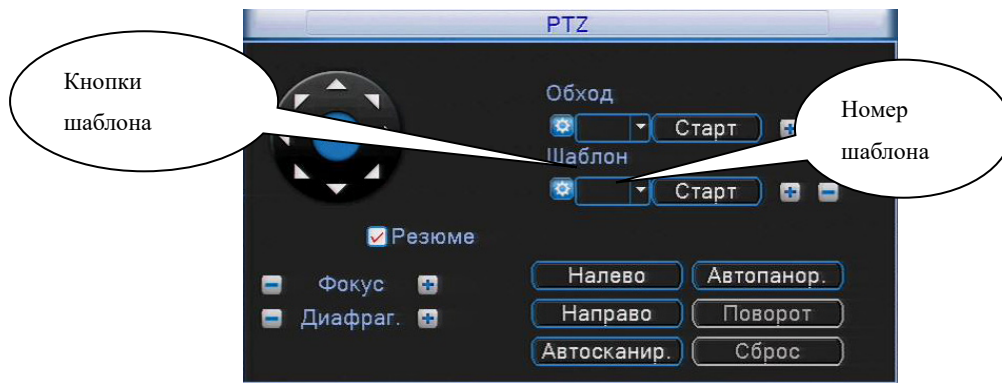 PTZ
Кнопки
шаблона
Обход
Старт
Номер
шаблона
Шаблон
Старт
Резюме
Фокус
Диафраг.
Налево
Автопанор.
Направо
Поворот
Автосканир.
Сброс